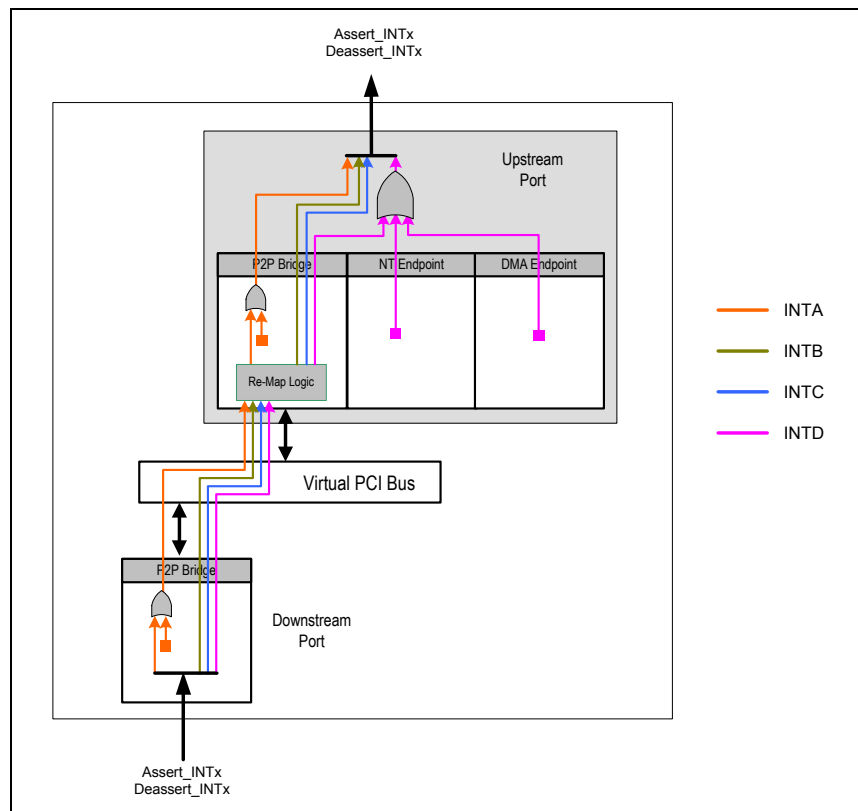 Assert_INTx
Deassert_INTx
Upstream
Port
P2P Bridge
NT Endpoint
DMA Endpoint
INTA
INTB
Re-Map Logic
INTC
INTD
Virtual PCI Bus
P2P Bridge
Downstream
Port
Assert_INTx
Deassert_INTx